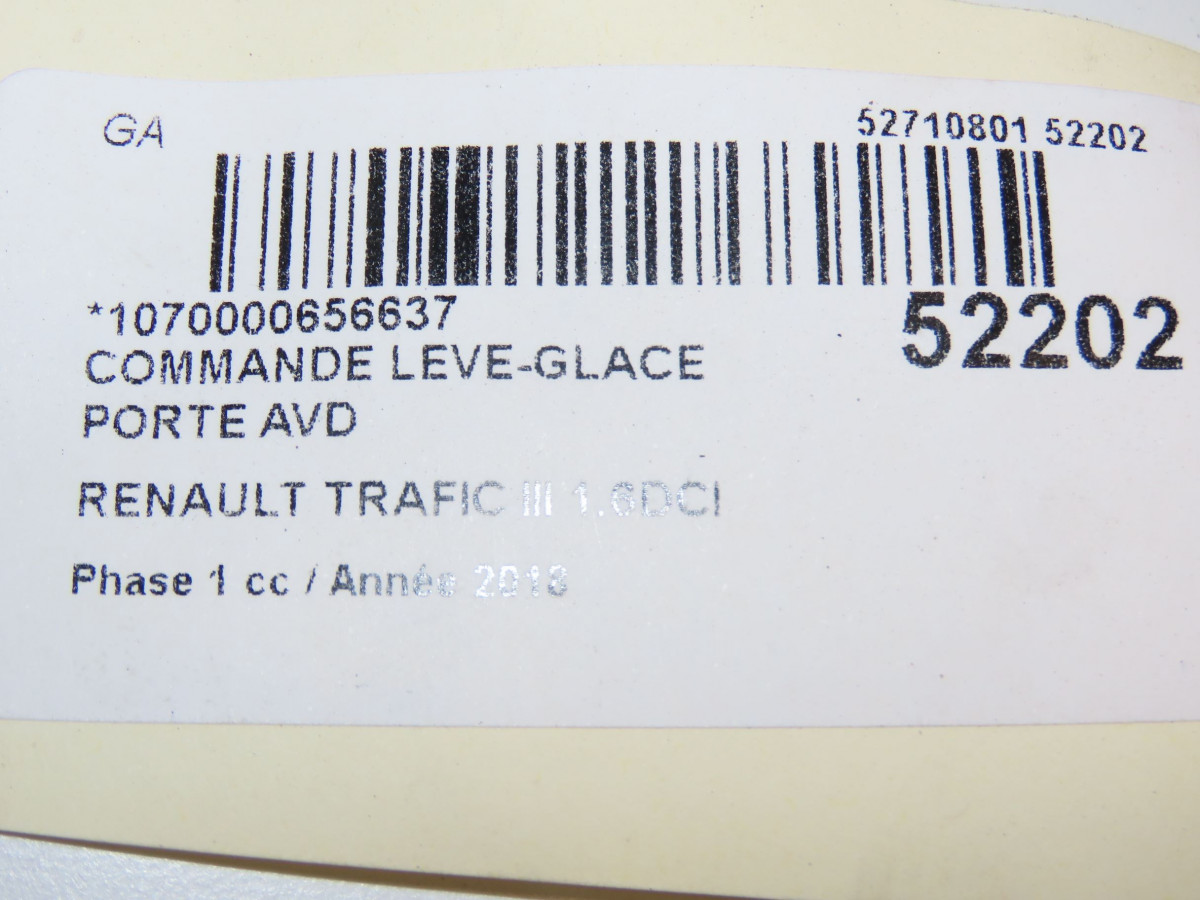 GA
52710801 52202
*1070000656637
52202
COMMANDE LEVE-GLACE
PORTE AVD
RENAULT TRAFIC III 1.6DCI
Phase 1 cc / Année 2018